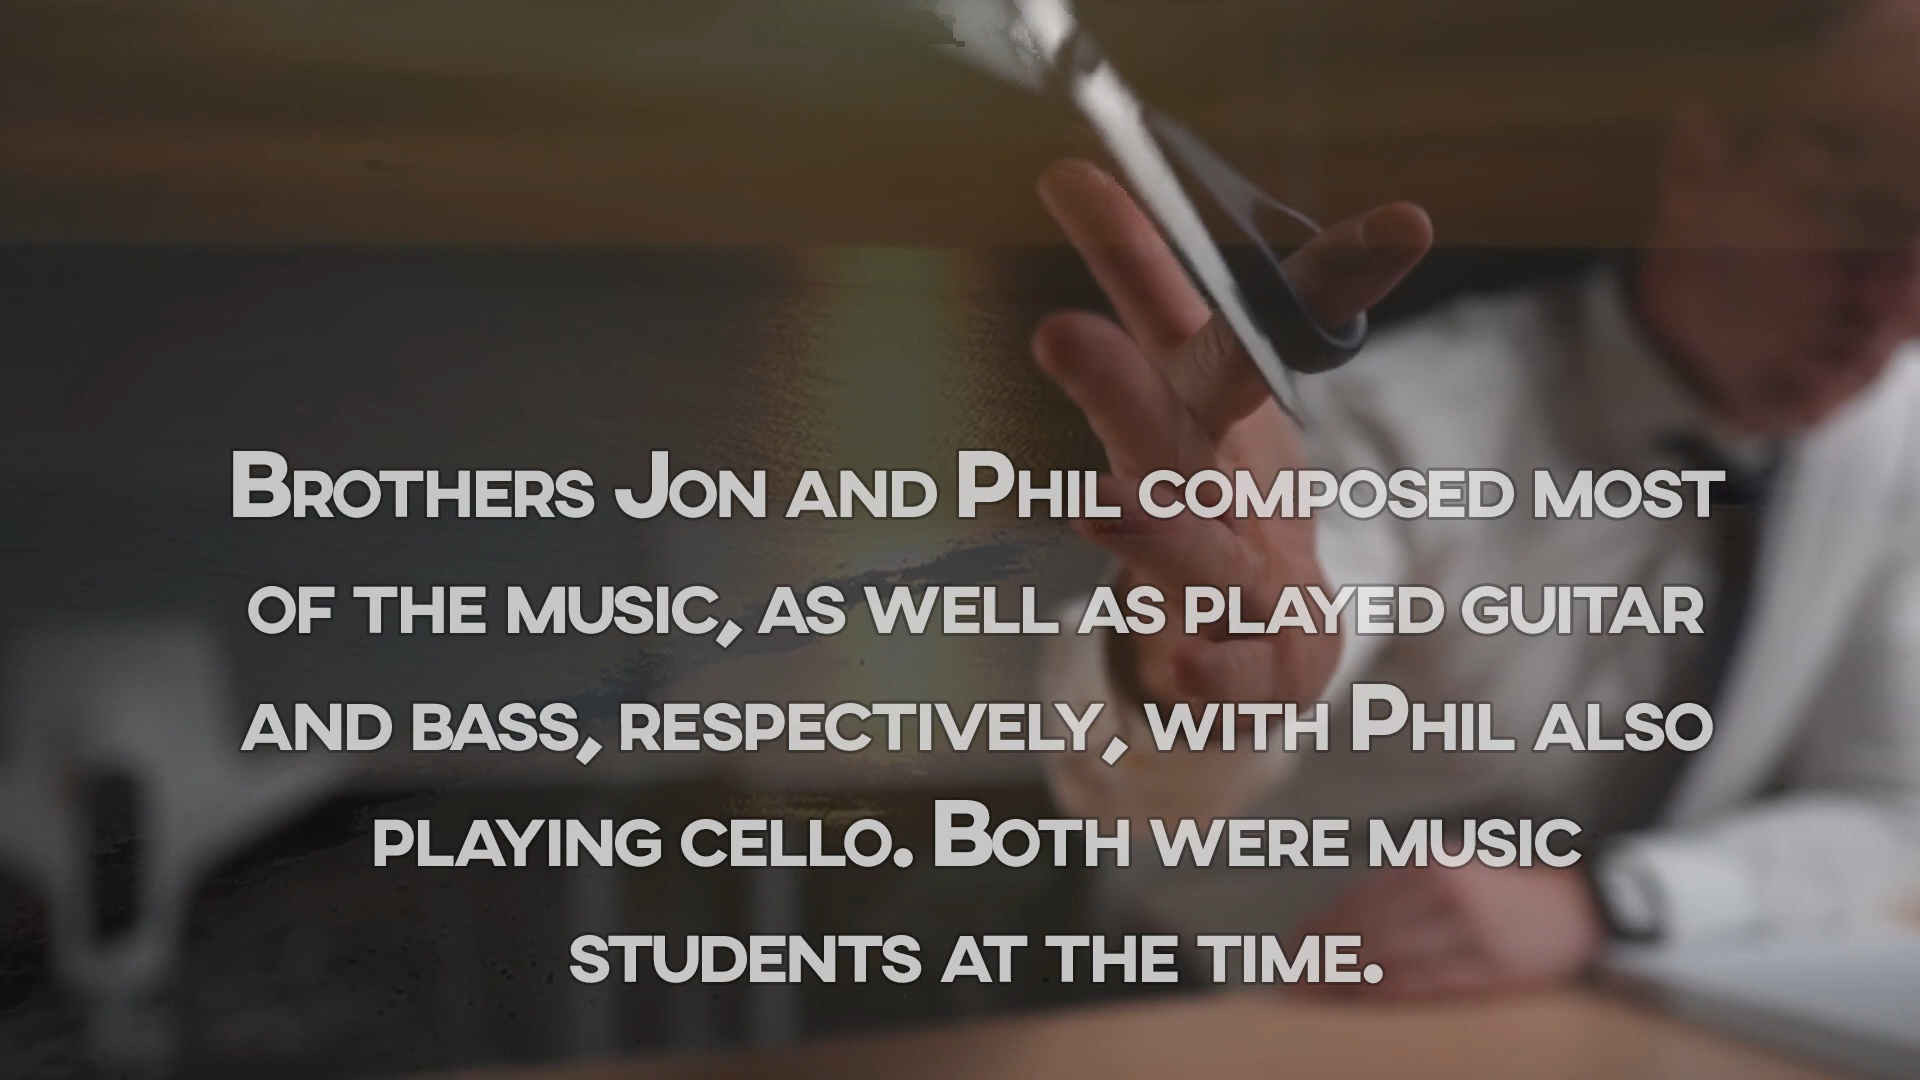 Brothers Jon and Phil composed most
of the music, as well as played guitar
and bass, respectively, with Phil also
playing cello. Both were music
students at the time.